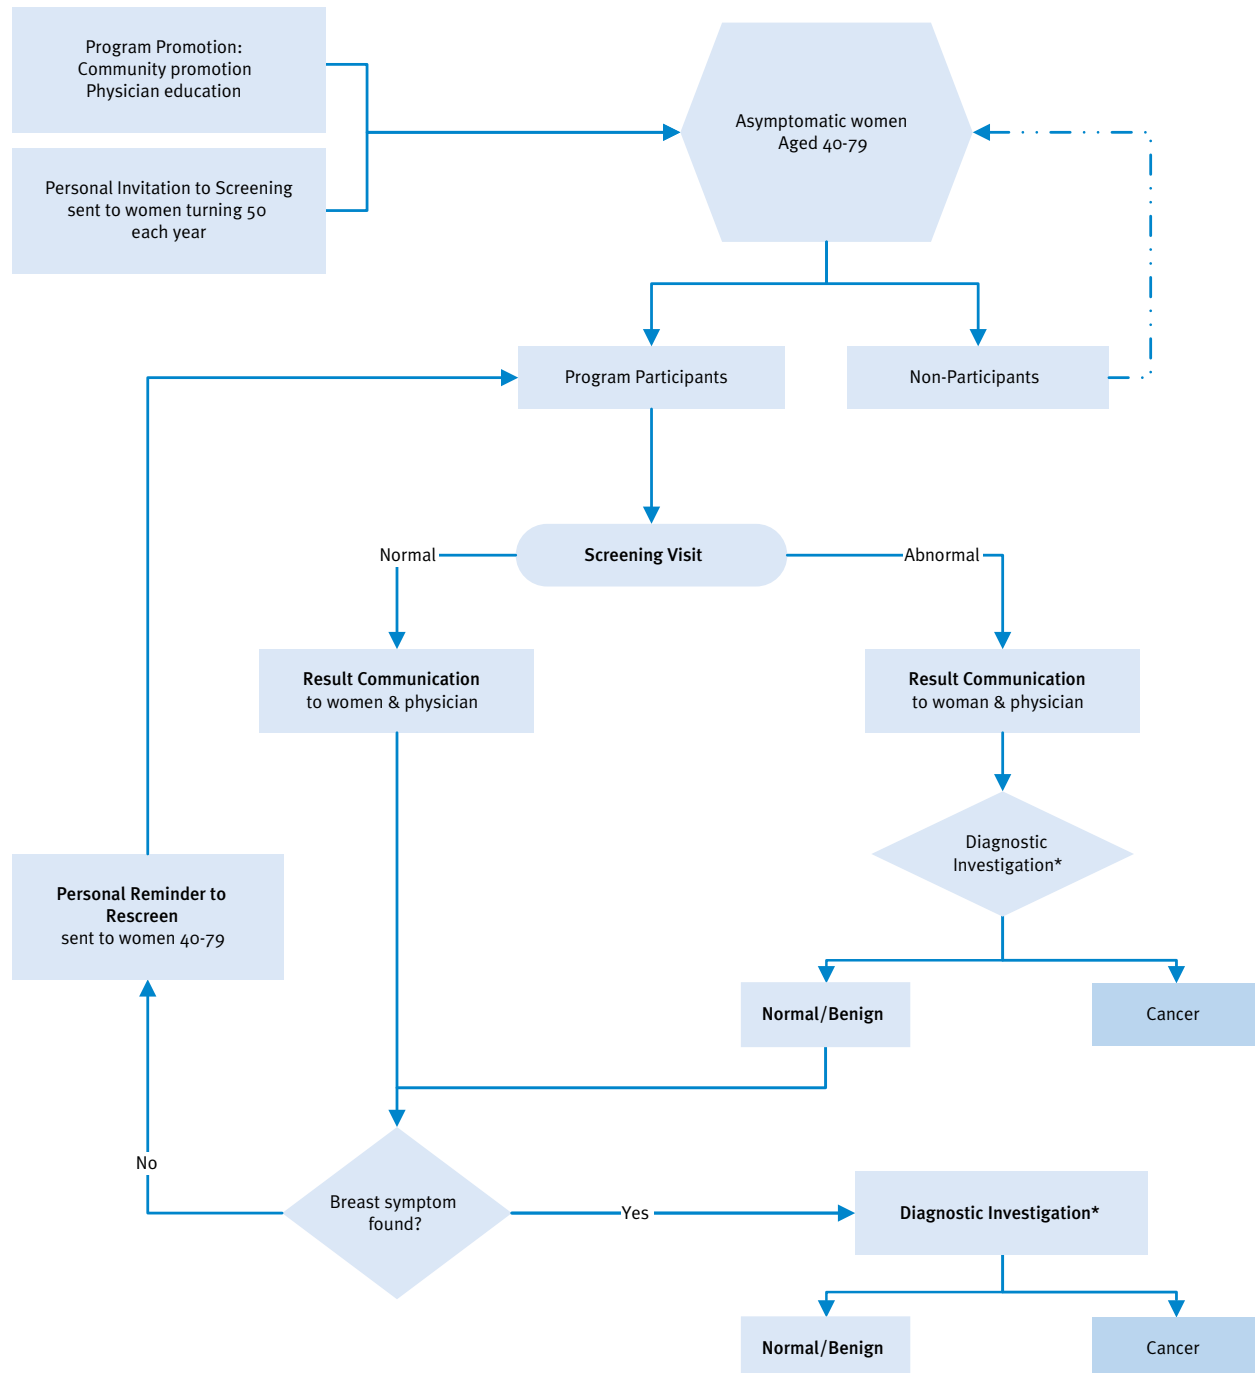 Program Promotion:
Community promotion
Physician education
Asymptomatic women
Aged 40-79
Personal Invitation to Screening
sent to women turning 50
each year
Program Participants
Non-Participants
Normal
Screening Visit
Abnormal
Result Communication
to women & physician
Result Communication
to woman & physician
Diagnostic
Investigation*
Personal Reminder to
Rescreen
sent to women 40-79
Normal/Benign
Cancer
No
Breast symptom
found?
Yes
Diagnostic Investigation*
Normal/Benign
Cancer